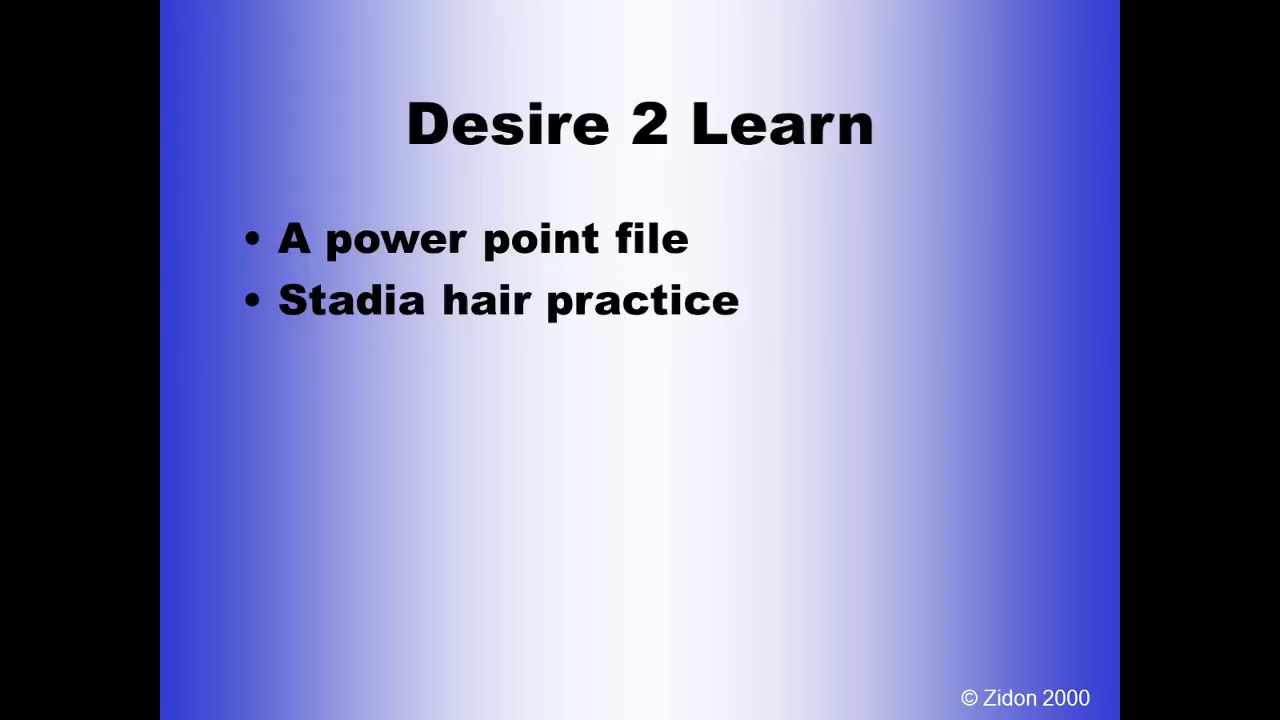 Desire 2 Learn
• A power point file
• Stadia hair practice
© Zidon 2000